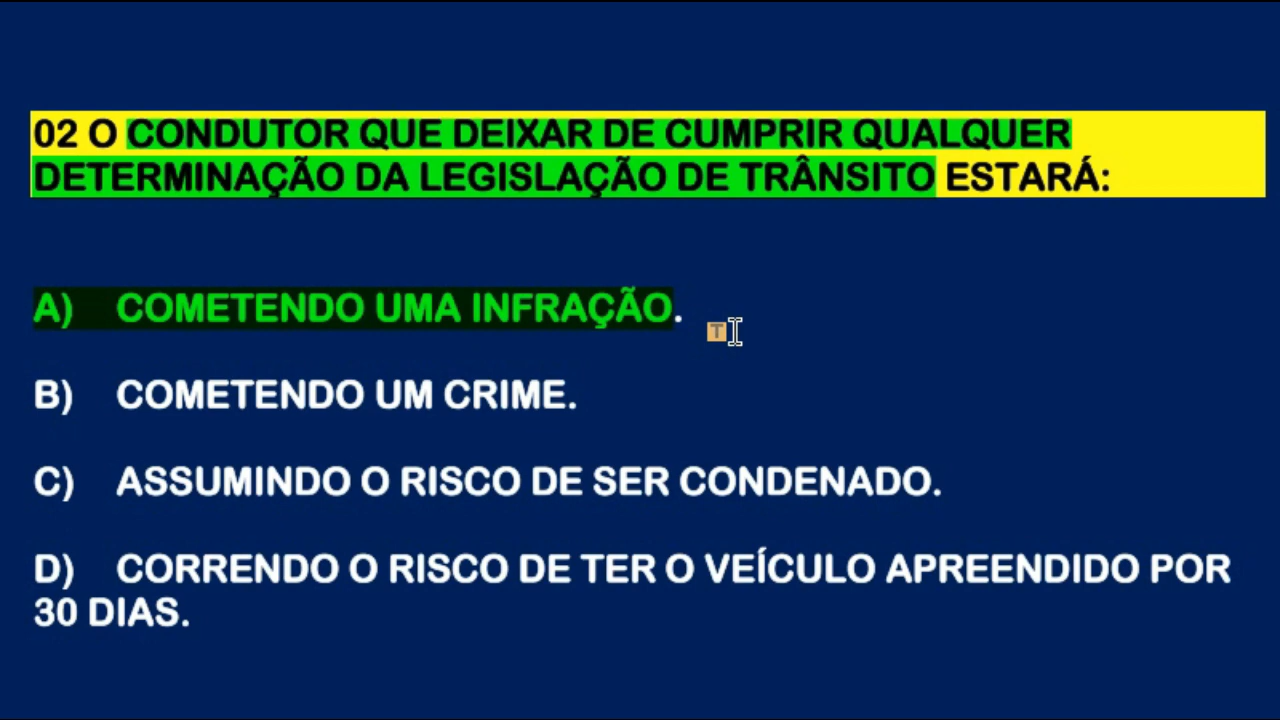 02 O CONDUTOR QUE DEIXAR DE CUMPRIR QUALQUER
DETERMINAÇÃO DA LEGISLAÇÃO DE TRÂNSITO ESTARÁ:
A) COMETENDO UMA INFRAÇÃO.
T
B) COMETENDO UM CRIME.
C) ASSUMINDO O RISCO DE SER CONDENADO.
D) CORRENDO O RISCO DE TER O VEÍCULO APREENDIDO POR
30 DIAS.